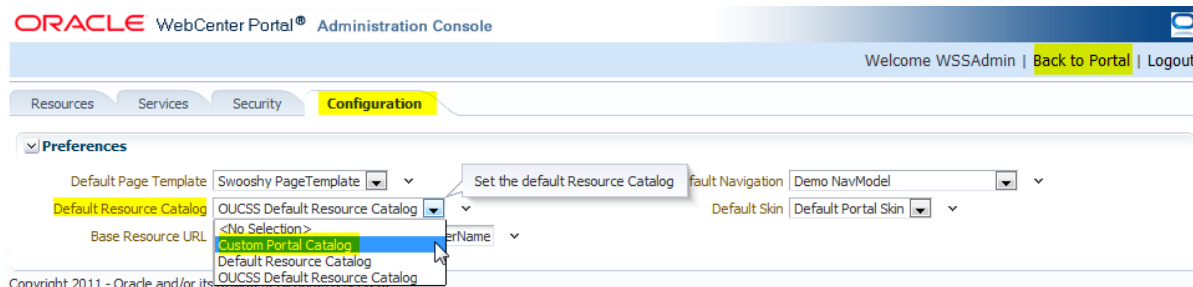 ORACLE WebCenter Portal® Administration Console
Welcome WSSAdmin | Back to Portal | Logout
Resources Services Security Configuration
Preferences
Default Page Template Swooshy PageTemplate Set the default Resource Catalog fault Navigation Demo NavModel
Default Resource Catalog OUCSS Default Resource Catalog Default Skin Default Portal Skin
Base Resource URL <No Selection> erName
Custom Portal Catalog
Default Resource Catalog
OUCSS Default Resource Catalog
Copyright 2011 - Oracle and/or its